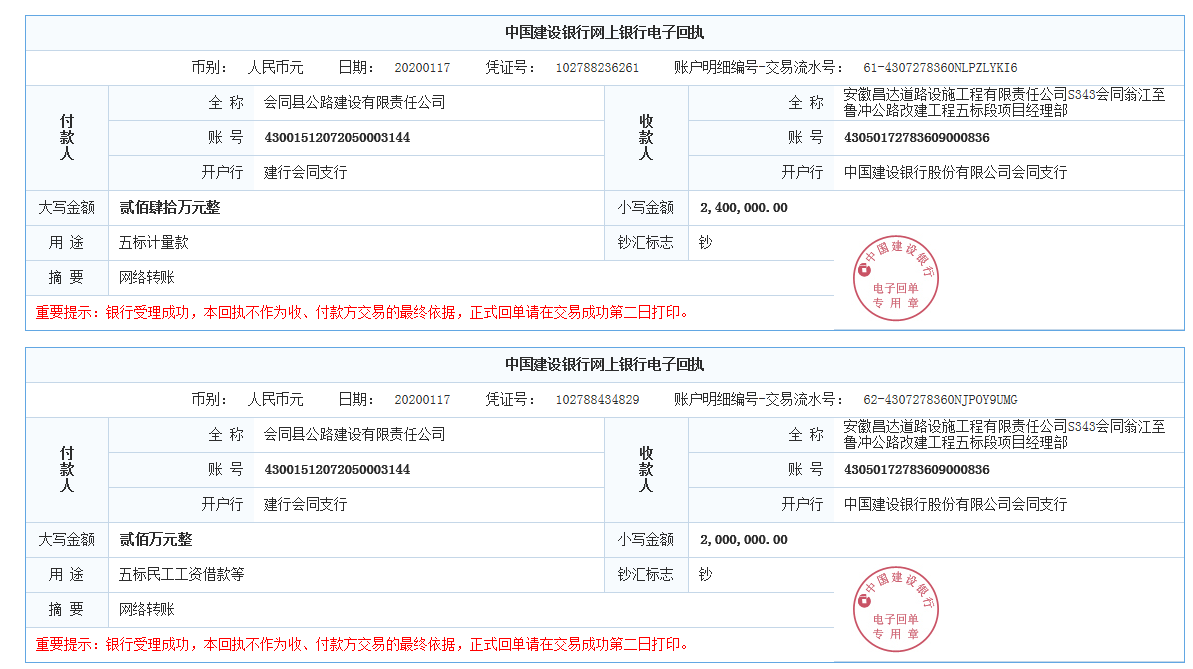 中国建设银行网上银行电子回执
币别： 人民币元 日期： 20200117 凭证号： 102788236261 账户明细编号-交易流水号： 61-4307278360NLPZLYKI6
付款人 全 称 会同县公路建设有限责任公司 收款人 全 称 安徽昌达道路设施工程有限责任公司S343会同翁江至
鲁冲公路改建工程五标段项目经理部
账 号 43001512072050003144 账 号 43050172783609000836
开户行 建行会同支行 开户行 中国建设银行股份有限公司会同支行
大写金额 贰佰肆拾万元整 小写金额 2,400,000.00
用 途 五标计量款 钞汇标志 钞
摘 要 网络转账
中国建设银行
电子回单
专用章
重要提示：银行受理成功，本回执不作为收、付款方交易的最终依据，正式回单请在交易成功第二日打印。
中国建设银行网上银行电子回执
币别： 人民币元 日期： 20200117 凭证号： 102788434829 账户明细编号-交易流水号： 62-4307278360NJPOY9UMG
付款人 全 称 会同县公路建设有限责任公司 收款人 全 称 安徽昌达道路设施工程有限责任公司S343会同翁江至
鲁冲公路改建工程五标段项目经理部
账 号 43001512072050003144 账 号 43050172783609000836
开户行 建行会同支行 开户行 中国建设银行股份有限公司会同支行
大写金额 贰佰万元整 小写金额 2,000,000.00
用 途 五标民工工资借款等 钞汇标志 钞
摘 要 网络转账
中国建设银行
电子回单
专用章
重要提示：银行受理成功，本回执不作为收、付款方交易的最终依据，正式回单请在交易成功第二日打印。